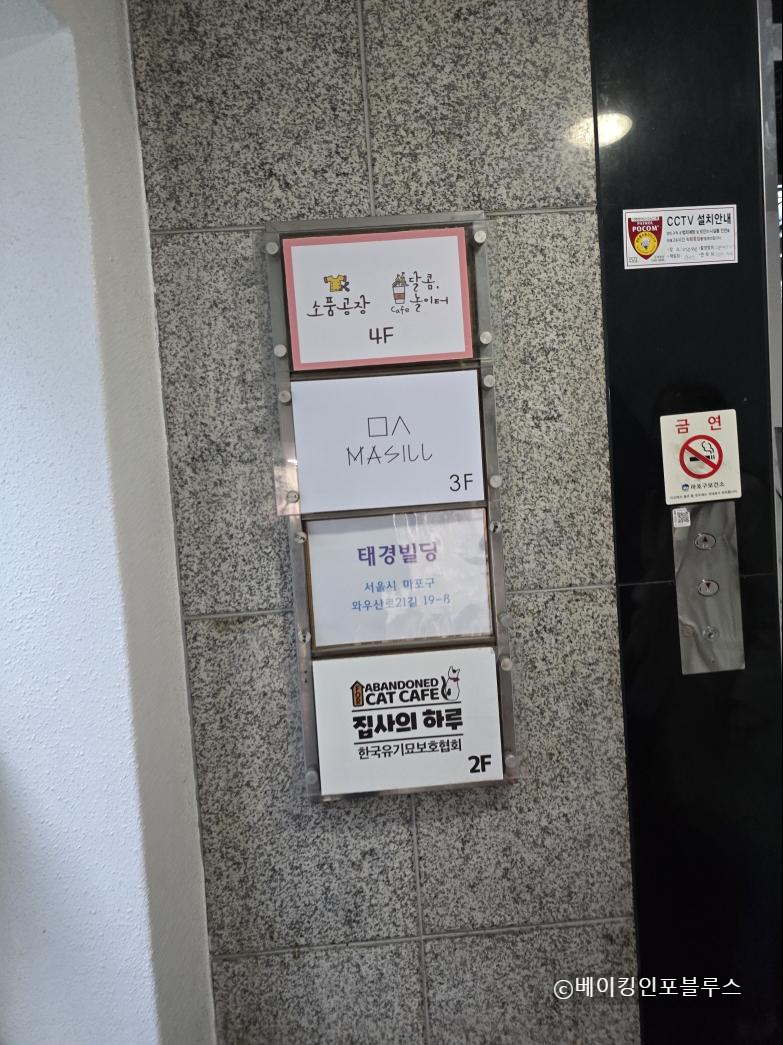 소품공장
달콤,
Cafe 놀이터
4F
ㅁㅅ
MASILL
3F
태경빌딩
서울시 마포구
와우산로21길 19-8
ABANDONED
CAT CAFE
집사의 하루
한국유기묘보호협회
2F
POCOM
CCTV 설치안내
금 연
마포구보건소
©베이킹인포블루스